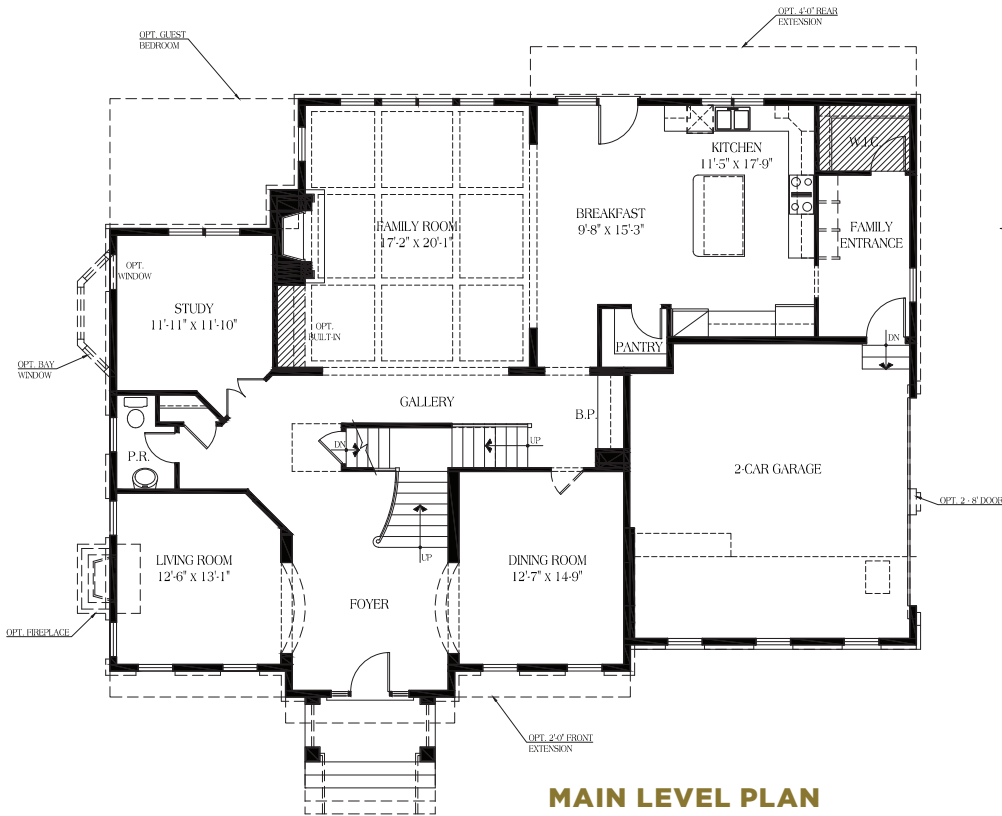 OPT. 4'-0" REAR
EXTENSION
OPT. GUEST
BEDROOM
KITCHEN
11'-5" x 17'-9"
W.I.C.
FAMILY ROOM
17'-2" x 20'-1"
BREAKFAST
9'-8" x 15'-3"
FAMILY
ENTRANCE
OPT.
WINDOW
STUDY
11'-11" x 11'-10"
OPT.
BUILT-IN
PANTRY
DN
OPT. BAY
WINDOW
GALLERY
B.P.
DN
UP
P.R.
2-CAR GARAGE
OPT. 2 - 8' DOOR
UP
LIVING ROOM
12'-6" x 13'-1"
DINING ROOM
12'-7" x 14'-9"
FOYER
OPT. FIREPLACE
OPT. 2'-0" FRONT
EXTENSION
MAIN LEVEL PLAN